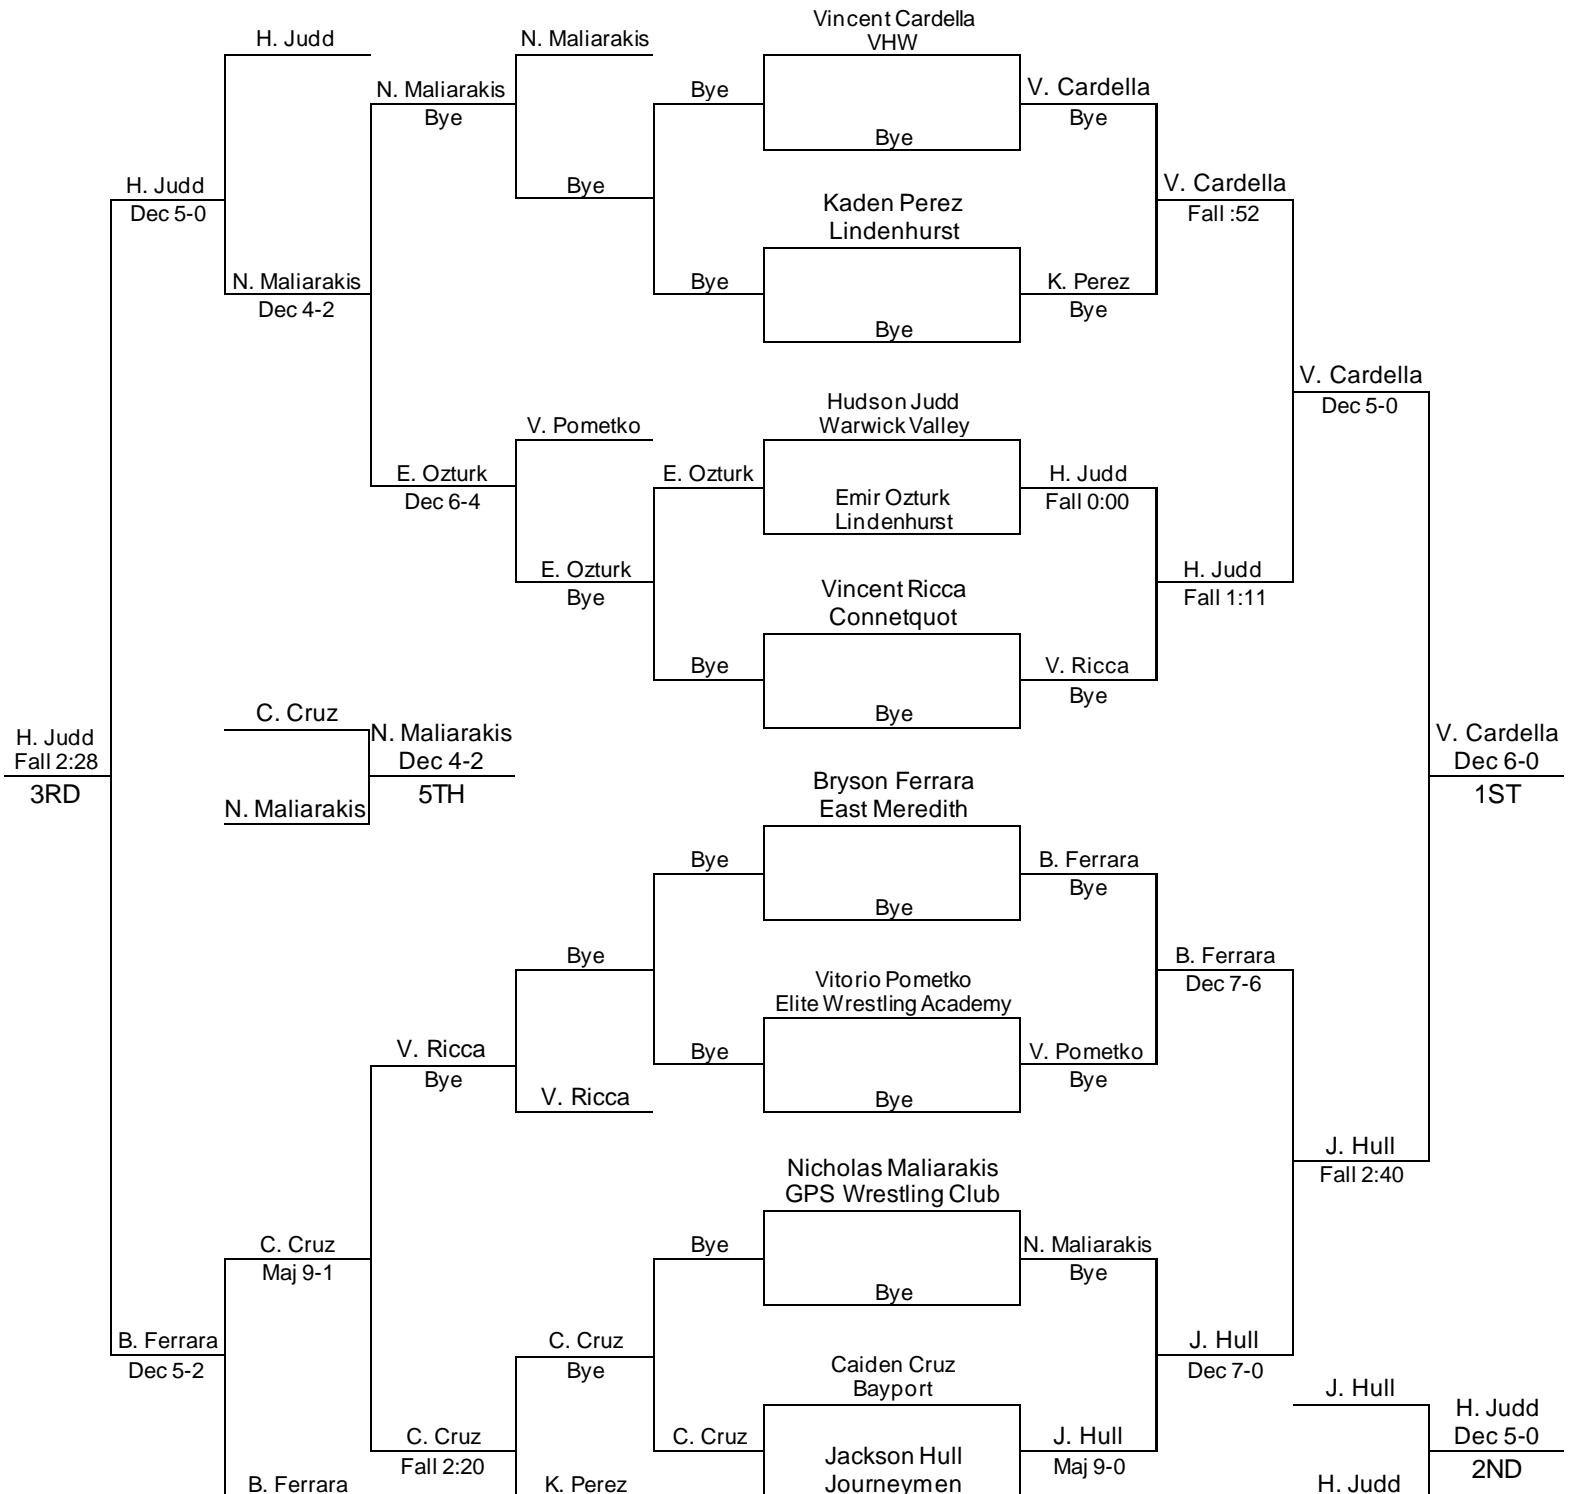 Vincent Cardella
VHW
H. Judd
N. Maliarakis
N. Maliarakis
Bye
Bye
V. Cardella
Bye
Bye
H. Judd
Dec 5-0
Bye
Kaden Perez
Lindenhurst
V. Cardella
Fall :52
N. Maliarakis
Dec 4-2
Bye
K. Perez
Bye
Bye
V. Cardella
Dec 5-0
Hudson Judd
Warwick Valley
V. Pometko
E. Ozturk
Dec 6-4
E. Ozturk
Emir Ozturk
Lindenhurst
H. Judd
Fall 0:00
E. Ozturk
Bye
Vincent Ricca
Connetquot
H. Judd
Fall 1:11
Bye
V. Ricca
Bye
Bye
C. Cruz
N. Maliarakis
Dec 4-2
5TH
N. Maliarakis
H. Judd
Fall 2:28
3RD
V. Cardella
Dec 6-0
1ST
Bryson Ferrara
East Meredith
Bye
B. Ferrara
Bye
Bye
Bye
Vitorio Pometko
Elite Wrestling Academy
B. Ferrara
Dec 7-6
V. Ricca
Bye
Bye
V. Pometko
Bye
V. Ricca
Bye
J. Hull
Fall 2:40
Nicholas Maliarakis
GPS Wrestling Club
C. Cruz
Maj 9-1
Bye
N. Maliarakis
Bye
Bye
B. Ferrara
Dec 5-2
C. Cruz
Bye
Caiden Cruz
Bayport
J. Hull
Dec 7-0
J. Hull
H. Judd
Dec 5-0
2ND
C. Cruz
Fall 2:20
C. Cruz
Jackson Hull
Journeymen
J. Hull
Maj 9-0
B. Ferrara
K. Perez
H. Judd